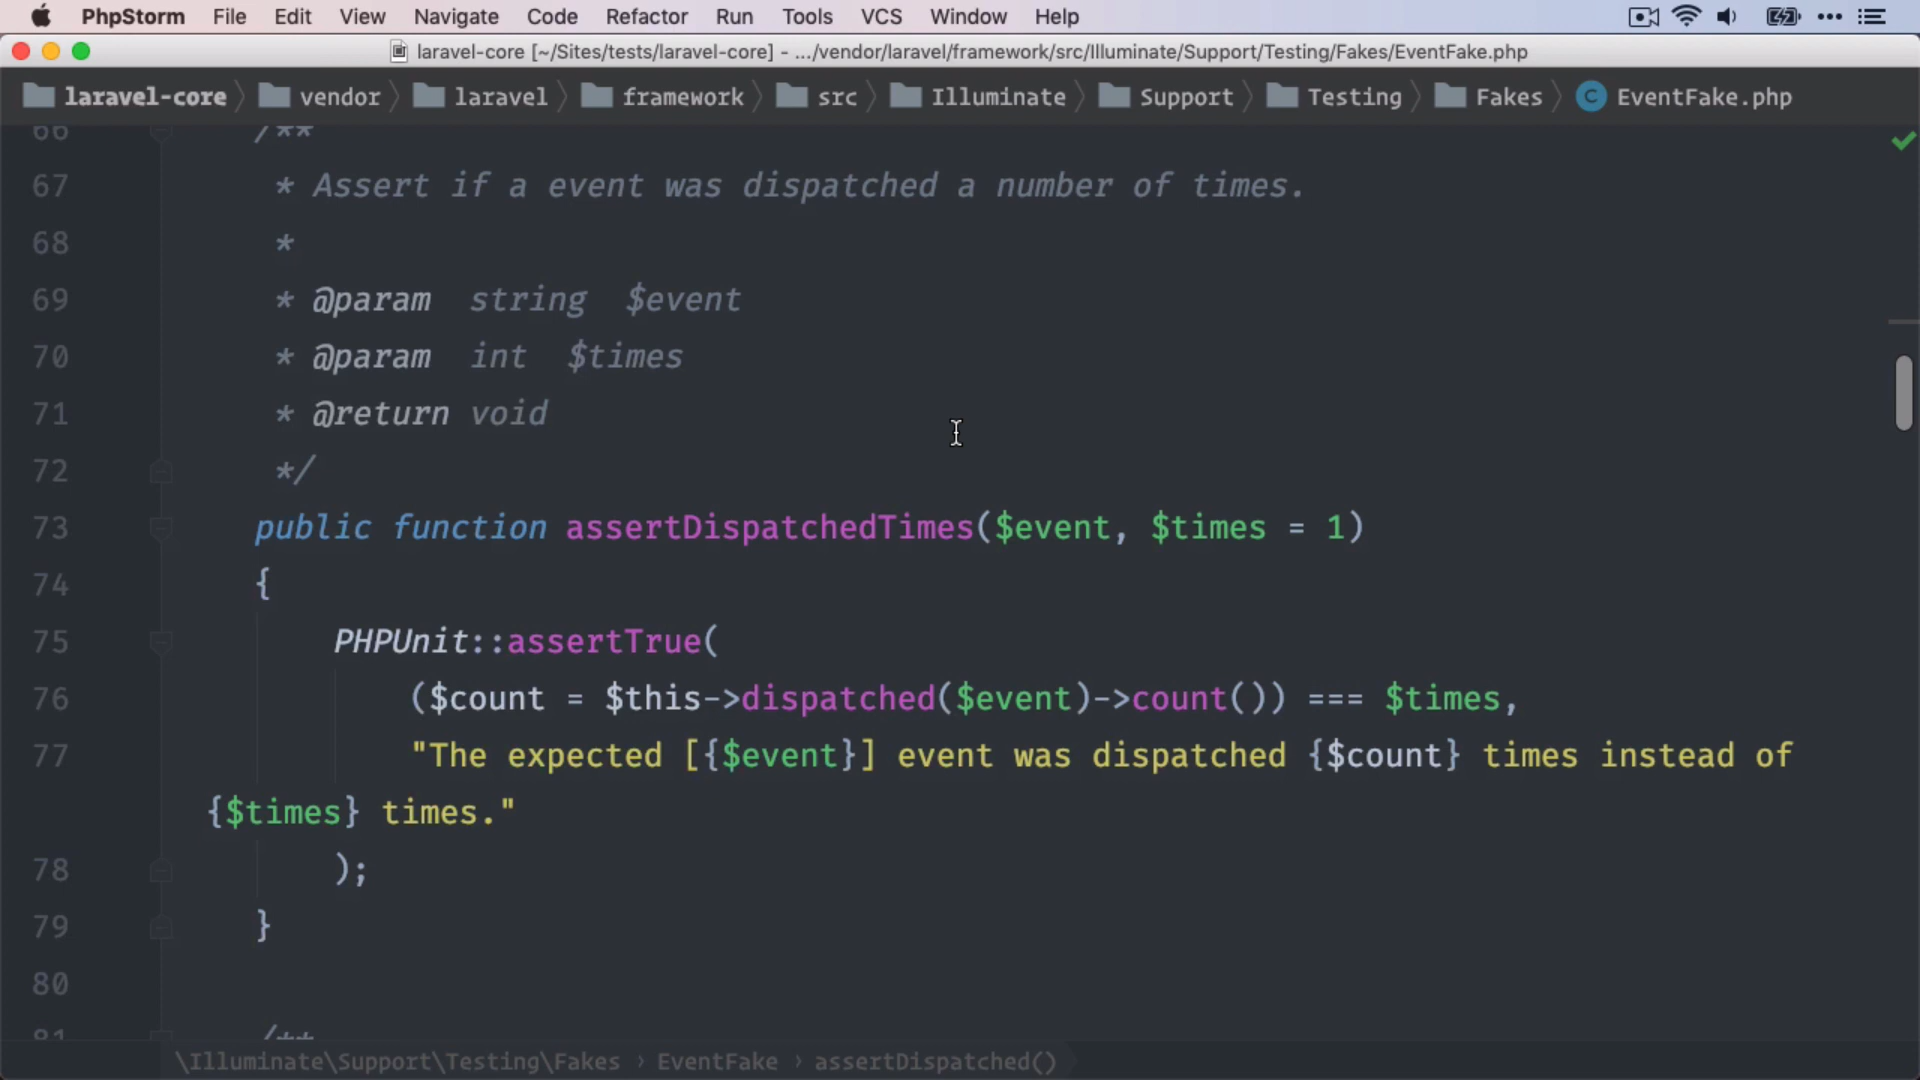 PhpStorm File Edit View Navigate Code Refactor Run Tools VCS Window Help
laravel-core [~/Sites/tests/laravel-core] - .../vendor/laravel/framework/src/Illuminate/Support/Testing/Fakes/EventFake.php
laravel-core vendor laravel framework src Illuminate Support Testing Fakes C EventFake.php
66 /**
67 * Assert if a event was dispatched a number of times.
68 *
69 * @param string $event
70 * @param int $times
71 * @return void
72 */
73 public function assertDispatchedTimes($event, $times = 1)
74 {
75 PHPUnit::assertTrue(
76 ($count = $this->dispatched($event)->count()) === $times,
77 "The expected [{$event}] event was dispatched {$count} times instead of
{$times} times."
78 );
79 }
80
81 /**
\Illuminate\Support\Testing\Fakes › EventFake › assertDispatched()